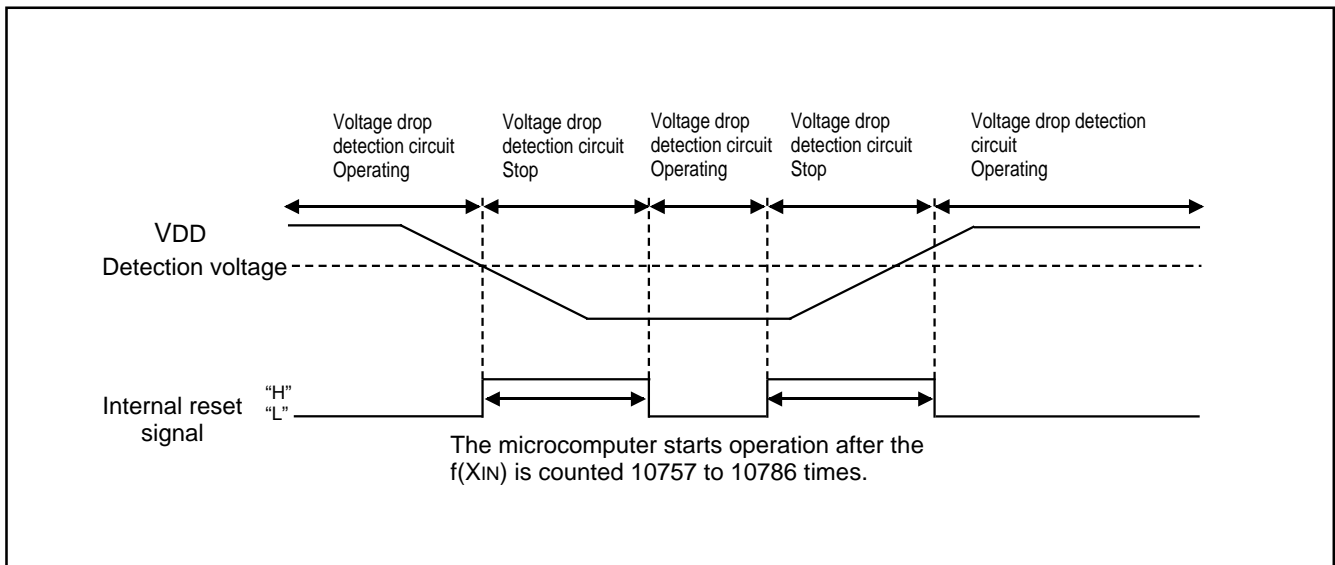 Voltage drop
detection circuit
Operating
Voltage drop
detection circuit
Stop
Voltage drop
detection circuit
Operating
Voltage drop
detection circuit
Stop
Voltage drop detection
circuit
Operating
VDD
Detection voltage
Internal reset
signal
“H”
“L”
The microcomputer starts operation after the
f(XIN) is counted 10757 to 10786 times.